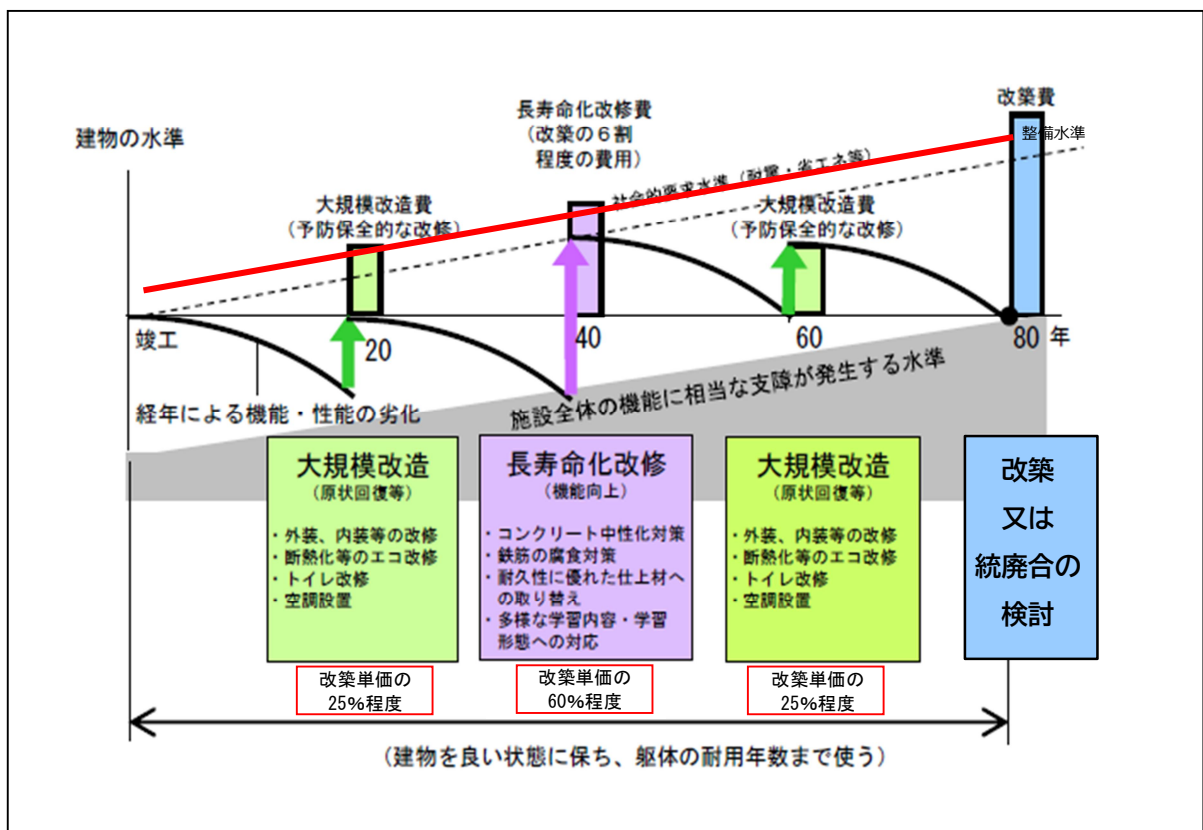 改築費
長寿命化改修費
（改築の６割
程度の費用）
建物の水準
整備水準
社会的要求水準（耐震・省エネ等）
大規模改造費
（予防保全的な改修）
大規模改造費
（予防保全的な改修）
竣工
20
40
60
80 年
経年による機能・性能の劣化
施設全体の機能に相当な支障が発生する水準
大規模改造
（原状回復等）
・外装、内装等の改修
・断熱化等のエコ改修
・トイレ改修
・空調設置
長寿命化改修
（機能向上）
・コンクリート中性化対策
・鉄筋の腐食対策
・耐久性に優れた仕上材へ
の取り替え
・多様な学習内容・学習
形態への対応
大規模改造
（原状回復等）
・外装、内装等の改修
・断熱化等のエコ改修
・トイレ改修
・空調設置
改築
又は
統廃合の
検討
改築単価の
25%程度
改築単価の
60%程度
改築単価の
25%程度
（建物を良い状態に保ち、躯体の耐用年数まで使う）